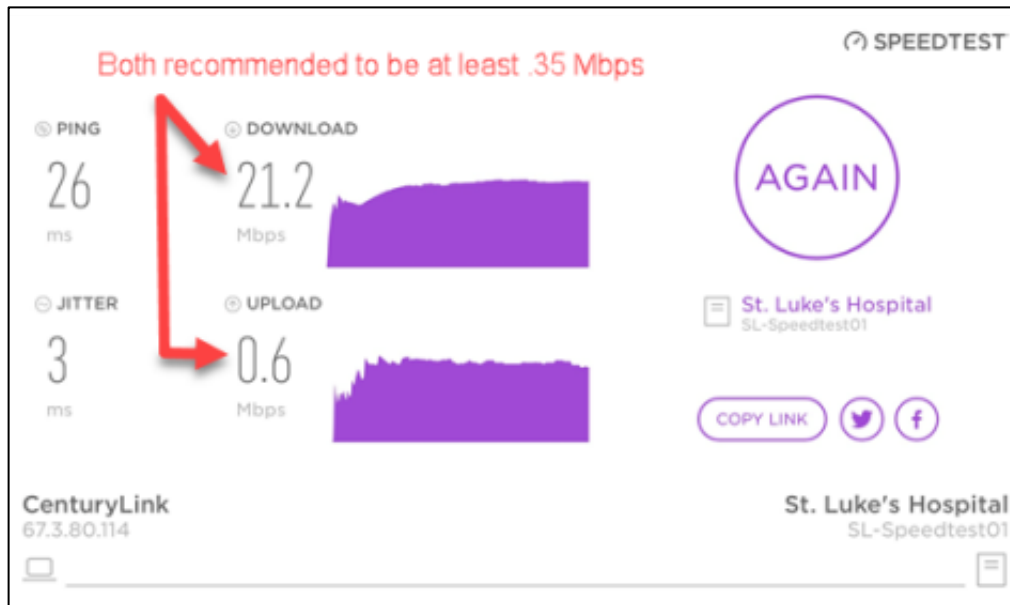 SPEEDTEST
Both recommended to be at least .35 Mbps
PING
DOWNLOAD
26
21.2
AGAIN
ms
Mbps
JITTER
UPLOAD
St. Luke's Hospital
SL-Speedtest01
3
0.6
ms
Mbps
COPY LINK
CenturyLink
St. Luke's Hospital
67.3.80.114
SL-Speedtest01